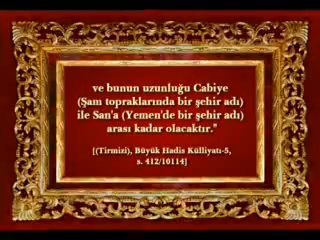 ve bunun uzunluğu Cabiye
(Şam topraklarında bir şehir adı)
ile San'a (Yemen'de bir şehir adı)
arası kadar olacaktır."
[(Tirmizi), Büyük Hadis Külliyatı-5,
s. 412/10114]